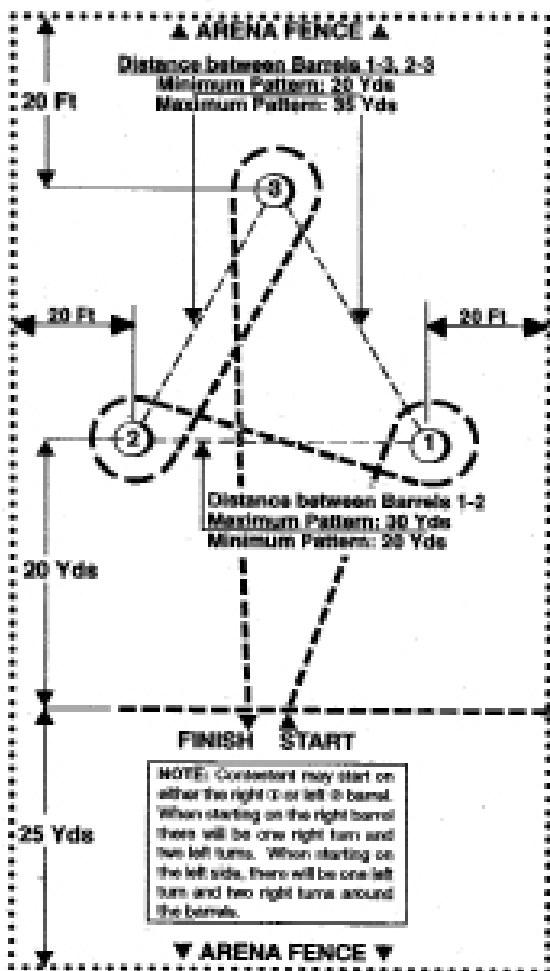 ▲ ARENA FENCE ▲
Distance between Barrels 1-3, 2-3
Minimum Pattern: 20 Yds
Maximum Pattern: 35 Yds
20 Ft
3
20 Ft
20 Ft
2
1
Distance between Barrels 1-2
Maximum Pattern: 30 Yds
Minimum Pattern: 20 Yds
20 Yds
FINISH START
NOTE: Contestant may start on
either the right ① or left ② barrel.
When starting on the right barrel
there will be one right turn and
two left turns. When starting on
the left side, there will be one left
turn and two right turns around
the barrels.
25 Yds
▼ ARENA FENCE ▼